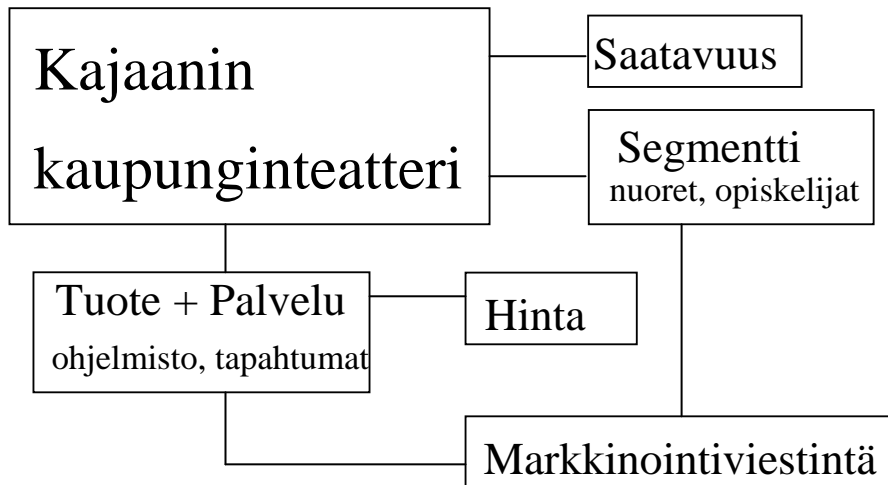 Kajaanin
kaupunginteatteri
Saatavuus
Segmentti
nuoret, opiskelijat
Tuote + Palvelu
ohjelmisto, tapahtumat
Hinta
Markkinointiviestintä